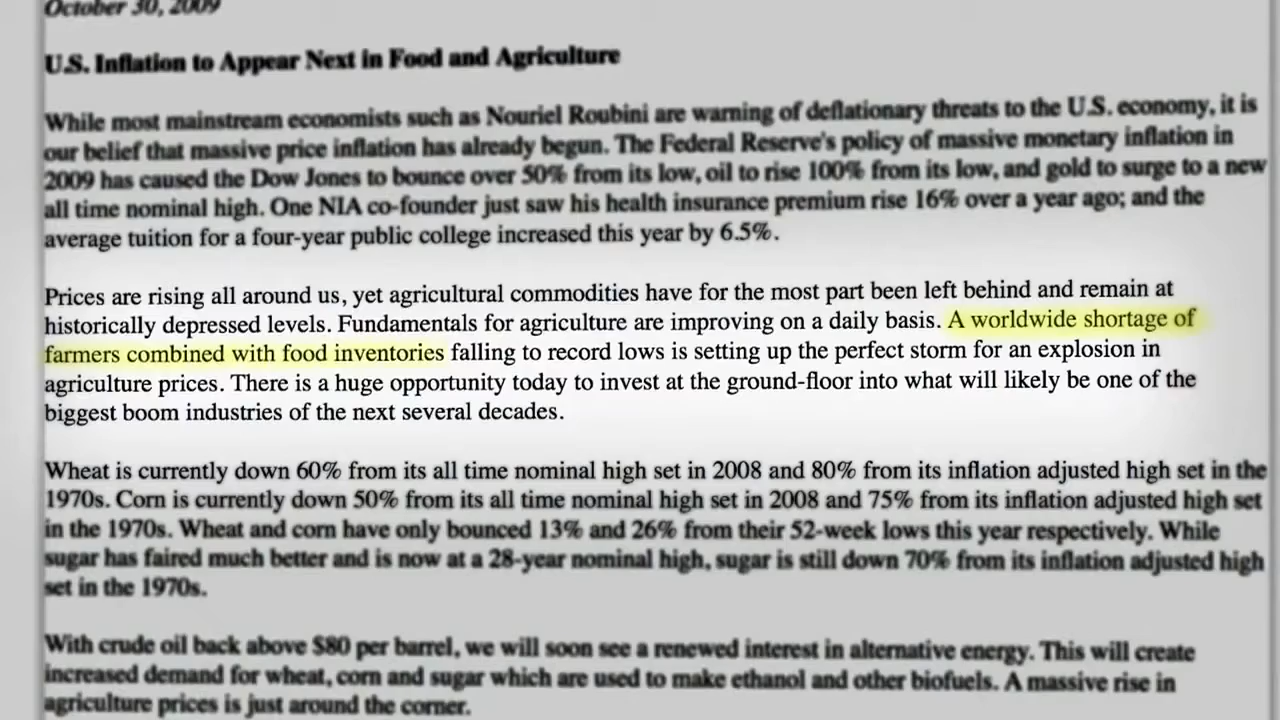 October 30, 2009
U.S. Inflation to Appear Next in Food and Agriculture
While most mainstream economists such as Nouriel Roubini are warning of deflationary threats to the U.S. economy, it is
our belief that massive price inflation has already begun. The Federal Reserve's policy of massive monetary inflation in
2009 has caused the Dow Jones to bounce over 50% from its low, oil to rise 100% from its low, and gold to surge to a new
all time nominal high. One NIA co-founder just saw his health insurance premium rise 16% over a year ago; and the
average tuition for a four-year public college increased this year by 6.5%.
Prices are rising all around us, yet agricultural commodities have for the most part been left behind and remain at
historically depressed levels. Fundamentals for agriculture are improving on a daily basis. A worldwide shortage of
farmers combined with food inventories falling to record lows is setting up the perfect storm for an explosion in
agriculture prices. There is a huge opportunity today to invest at the ground-floor into what will likely be one of the
biggest boom industries of the next several decades.
Wheat is currently down 60% from its all time nominal high set in 2008 and 80% from its inflation adjusted high set in the
1970s. Corn is currently down 50% from its all time nominal high set in 2008 and 75% from its inflation adjusted high set
in the 1970s. Wheat and corn have only bounced 13% and 26% from their 52-week lows this year respectively. While
sugar has faired much better and is now at a 28-year nominal high, sugar is still down 70% from its inflation adjusted high
set in the 1970s.
With crude oil back above $80 per barrel, we will soon see a renewed interest in alternative energy. This will create
increased demand for wheat, corn and sugar which are used to make ethanol and other biofuels. A massive rise in
agriculture prices is just around the corner.